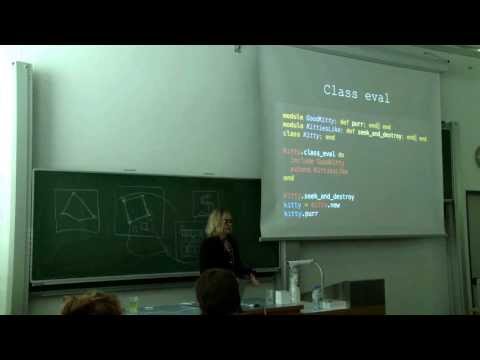 Class eval
module GoodKitty; def purr; end; end
module KittiesLike; def seek_and_destroy; end; end
class Kitty; end
Kitty.class_eval do
include GoodKitty
extend KittiesLike
end
Kitty.seek_and_destroy
kitty = Kitty.new
kitty.purr